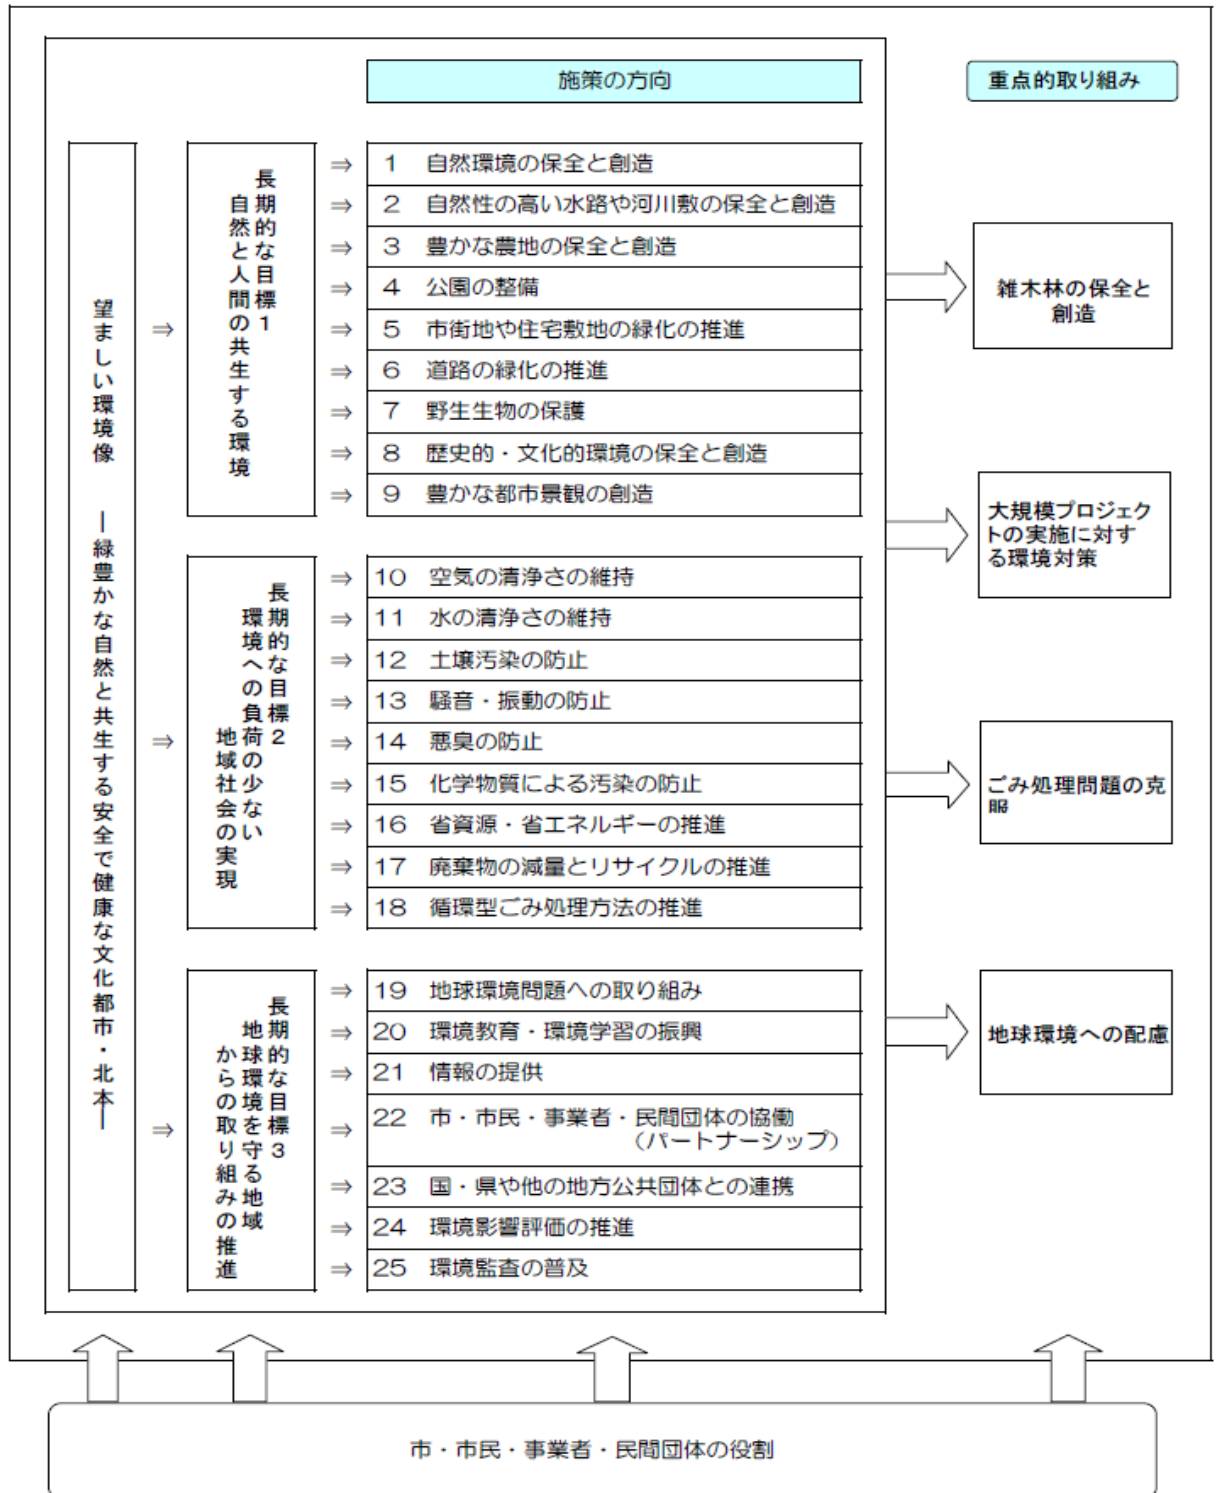 施策の方向
重点的取り組み
望ましい環境像 ―緑豊かな自然と共生する安全で健康な文化都市・北本―
⇒
長期的な目標1
自然と人間の共生する環境
⇒ 1 自然環境の保全と創造
⇒ 2 自然性の高い水路や河川敷の保全と創造
⇒ 3 豊かな農地の保全と創造
⇒ 4 公園の整備
⇒ 5 市街地や住宅敷地の緑化の推進
⇒ 6 道路の緑化の推進
⇒ 7 野生生物の保護
⇒ 8 歴史的・文化的環境の保全と創造
⇒ 9 豊かな都市景観の創造
⇒
長期的な目標2
環境への負荷の少ない
地域社会の実現
⇒ 10 空気の清浄さの維持
⇒ 11 水の清浄さの維持
⇒ 12 土壌汚染の防止
⇒ 13 騒音・振動の防止
⇒ 14 悪臭の防止
⇒ 15 化学物質による汚染の防止
⇒ 16 省資源・省エネルギーの推進
⇒ 17 廃棄物の減量とリサイクルの推進
⇒ 18 循環型ごみ処理方法の推進
⇒
長期的な目標3
地球環境を守る地域
からの取り組みの推進
⇒ 19 地球環境問題への取り組み
⇒ 20 環境教育・環境学習の振興
⇒ 21 情報の提供
⇒ 22 市・市民・事業者・民間団体の協働
（パートナーシップ）
⇒ 23 国・県や他の地方公共団体との連携
⇒ 24 環境影響評価の推進
⇒ 25 環境監査の普及
雑木林の保全と
創造
大規模プロジェク
トの実施に対す
る環境対策
ごみ処理問題の克
服
地球環境への配慮
市・市民・事業者・民間団体の役割